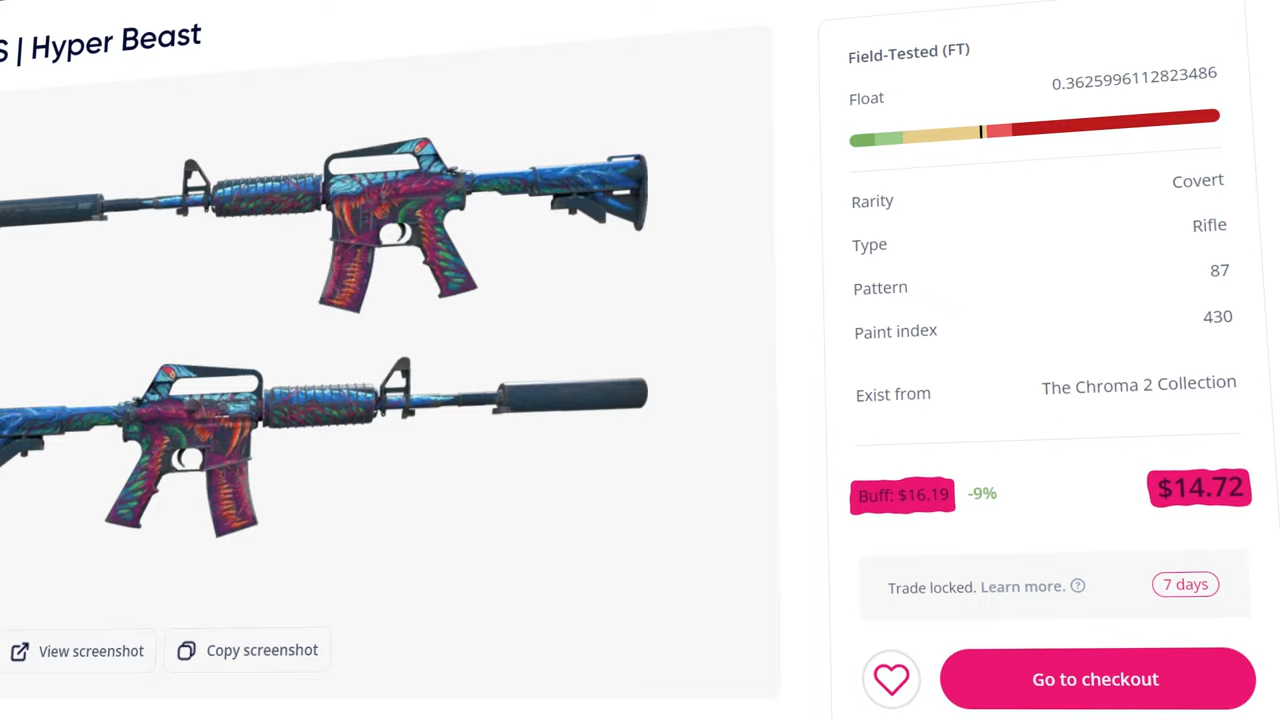 S | Hyper Beast
Field-Tested (FT)
Float 0.3625996112823486
Rarity Covert
Type Rifle
Pattern 87
Paint index 430
Exist from The Chroma 2 Collection
Buff: $16.19 -9% $14.72
Trade locked. Learn more. ? 7 days
View screenshot Copy screenshot
Go to checkout